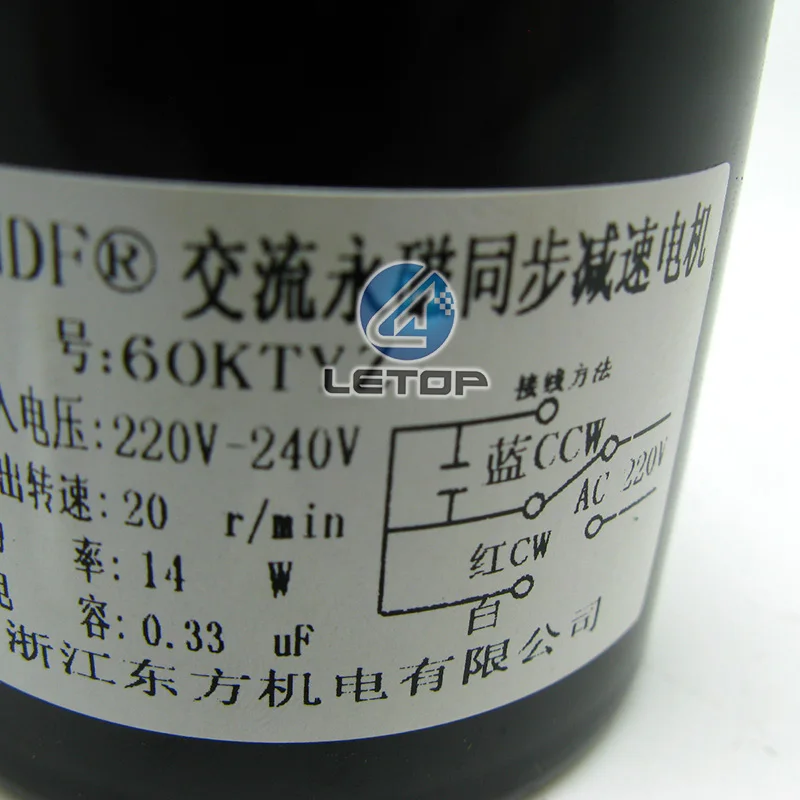 DF® 交流永磁同步减速电机
号:60KTYZ
LETOP
接线方法
入电压:220V-240V
蓝CCW
AC 220V
出转速:20 r/min
红CW
率:14 W
百
容:0.33 uF
浙江东方机电有限公司